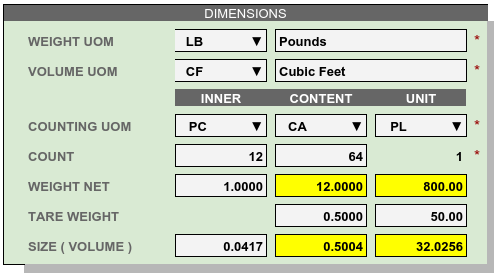 DIMENSIONS
WEIGHT UOM LB ▼ Pounds *
VOLUME UOM CF ▼ Cubic Feet *
INNER CONTENT UNIT
COUNTING UOM PC ▼ CA ▼ PL ▼ *
COUNT 12 64 1 *
WEIGHT NET 1.0000 12.0000 800.00
TARE WEIGHT 0.5000 50.00
SIZE ( VOLUME ) 0.0417 0.5004 32.0256